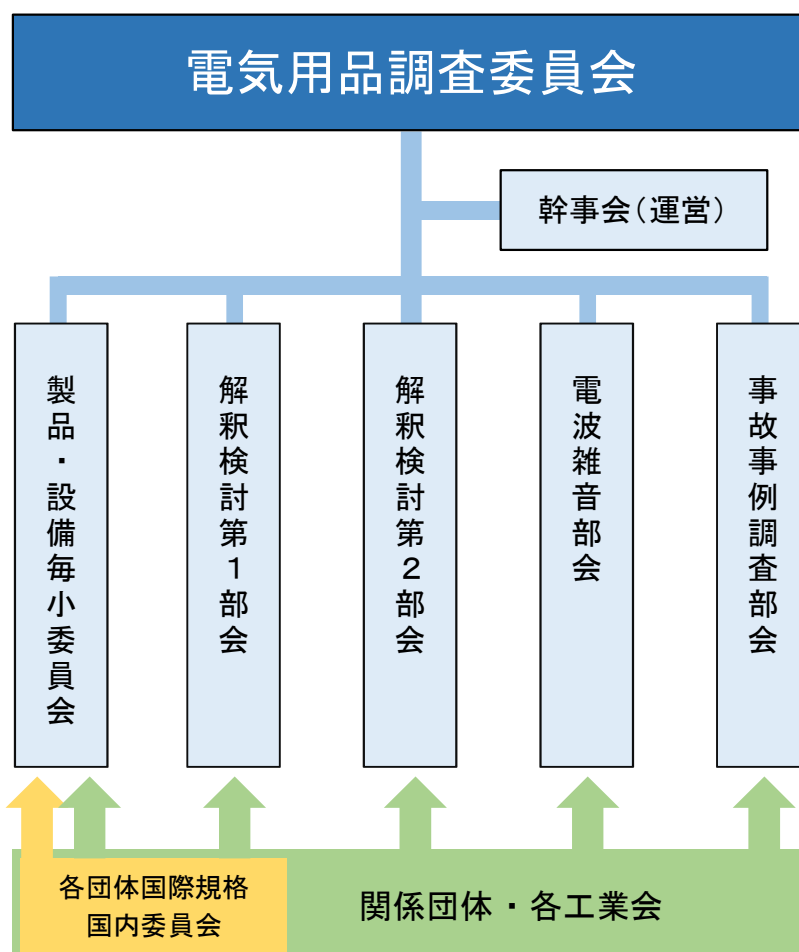 電気用品調査委員会
幹事会(運営)
製品・設備毎小委員会
解釈検討第1部会
解釈検討第2部会
電波雑音部会
事故事例調査部会
各団体国際規格
国内委員会
関係団体・各工業会